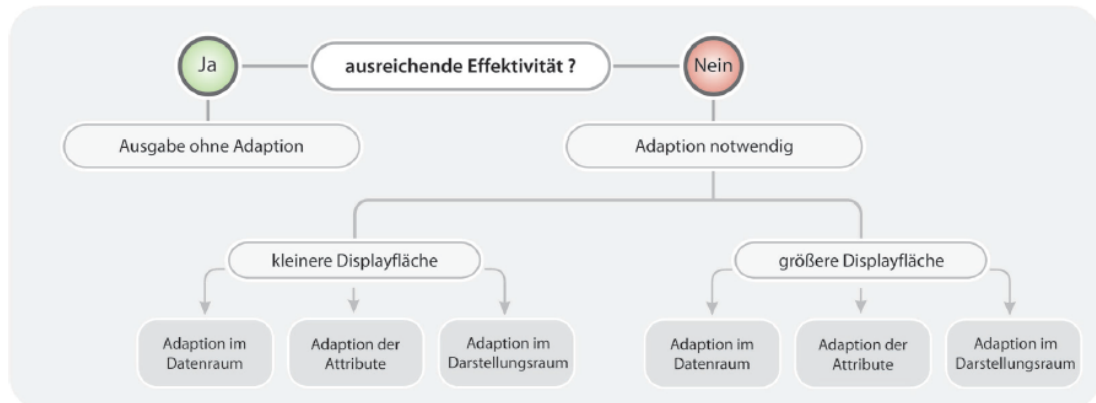 Ja
ausreichende Effektivität ?
Nein
Ausgabe ohne Adaption
Adaption notwendig
kleinere Displayfläche
größere Displayfläche
Adaption im
Datenraum
Adaption der
Attribute
Adaption im
Darstellungsraum
Adaption im
Datenraum
Adaption der
Attribute
Adaption im
Darstellungsraum